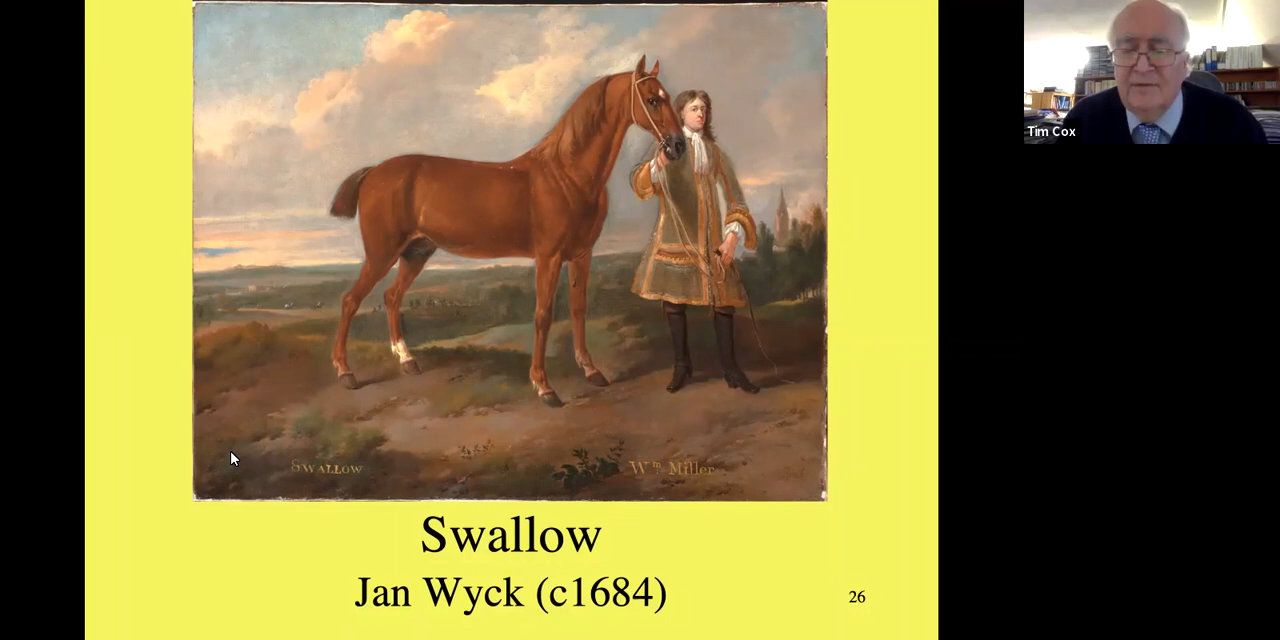 Tim Cox
SWALLOW
Wm Miller
Swallow
Jan Wyck (c1684)
26